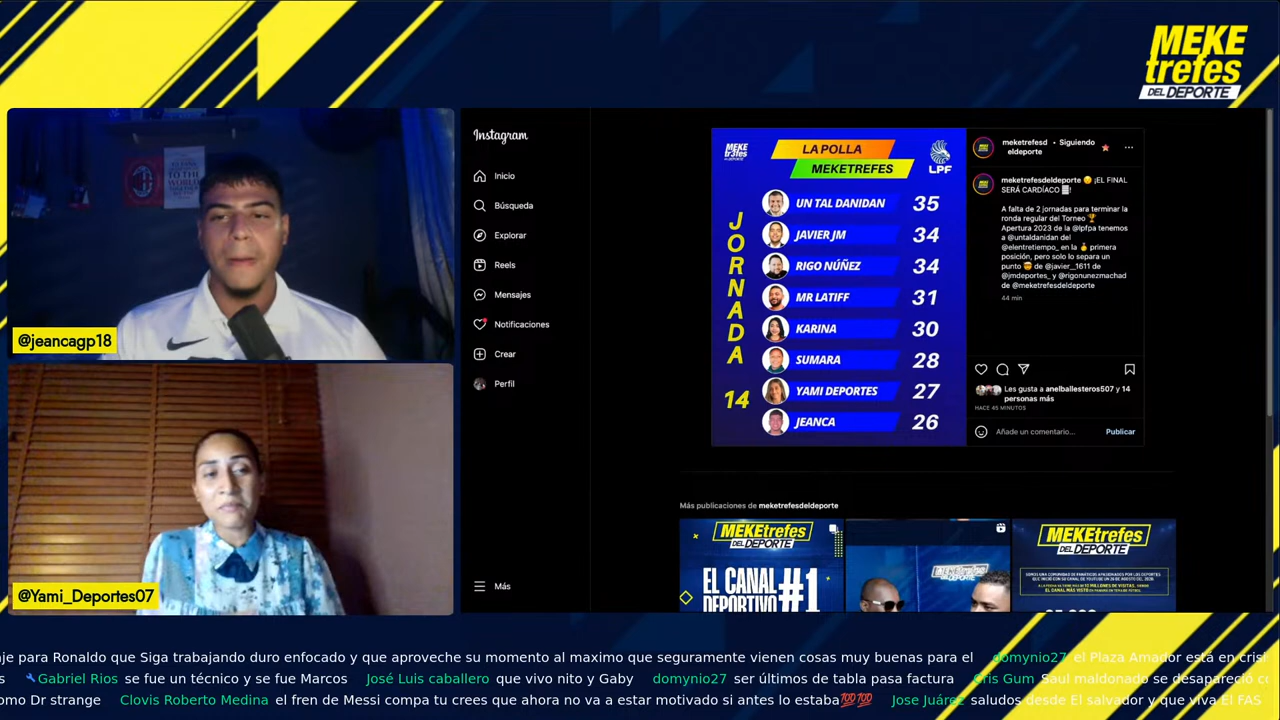 MEKE
trefes
DEL DEPORTE
@jeancagp18
@Yami_Deportes07
Instagram
Inicio
Búsqueda
Explorar
Reels
Mensajes
Notificaciones
Crear
Perfil
Más
LA POLLA
MEKETREFES
LPF
JORNADA
14
UN TAL DANIDAN 35
JAVIER JM 34
RIGO NÚÑEZ 34
MR LATIFF 31
KARINA 30
SUMARA 28
YAMI DEPORTES 27
JEANCA 26
meketrefesd • Siguiendo
eldeporte
meketrefesdeldeporte 😉 ¡EL FINAL
SERÁ CARDÍACO !
A falta de 2 jornadas para terminar la
ronda regular del Torneo 🏆
Apertura 2023 de la @lpfpa tenemos
a @untaldanidan del
@elentretiempo_ en la 🥇 primera
posición, pero solo lo separa un
punto 🤯 de @javier__1611 de
@jmdeportes_ y @rigonunezmachad
de @meketrefesdeldeporte
44 min
Les gusta a anelballesteros507 y 14
personas más
HACE 45 MINUTOS
Añade un comentario... Publicar
Más publicaciones de meketrefesdeldeporte
MEKEtrefes
DEL DEPORTE
EL CANAL
DEPORTIVO #1
MEKEtrefes
DEL DEPORTE
je para Ronaldo que Siga trabajando duro enfocado y que aproveche su momento al maximo que seguramente vienen cosas muy buenas para el domynio27 el Plaza Amador está en crisi
s Gabriel Rios se fue un técnico y se fue Marcos José Luis caballero que vivo nito y Gaby domynio27 ser últimos de tabla pasa factura Cris Gum Saul maldonado se desapareció co
omo Dr strange Clovis Roberto Medina el fren de Messi compa tu crees que ahora no va a estar motivado si antes lo estaba💯💯 Jose Juárez saludos desde El salvador y que viva El FAS